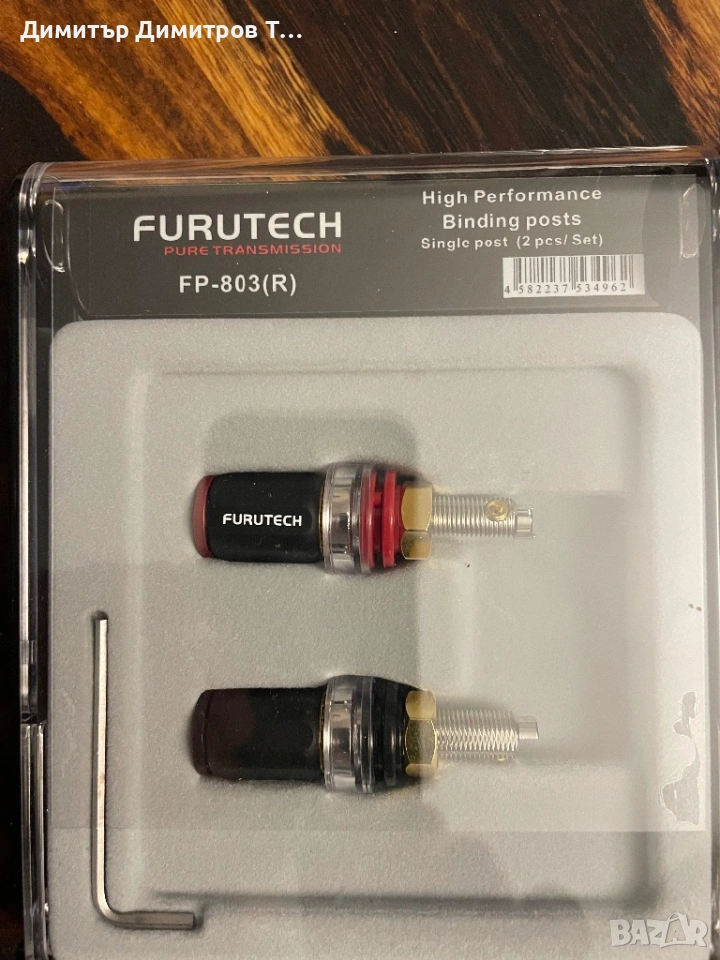 Димитър Димитров Т...
FURUTECH
PURE TRANSMISSION
FP-803(R)
High Performance
Binding posts
Single post (2 pcs/ Set)
4 582237 534962
FURUTECH
BAZAR